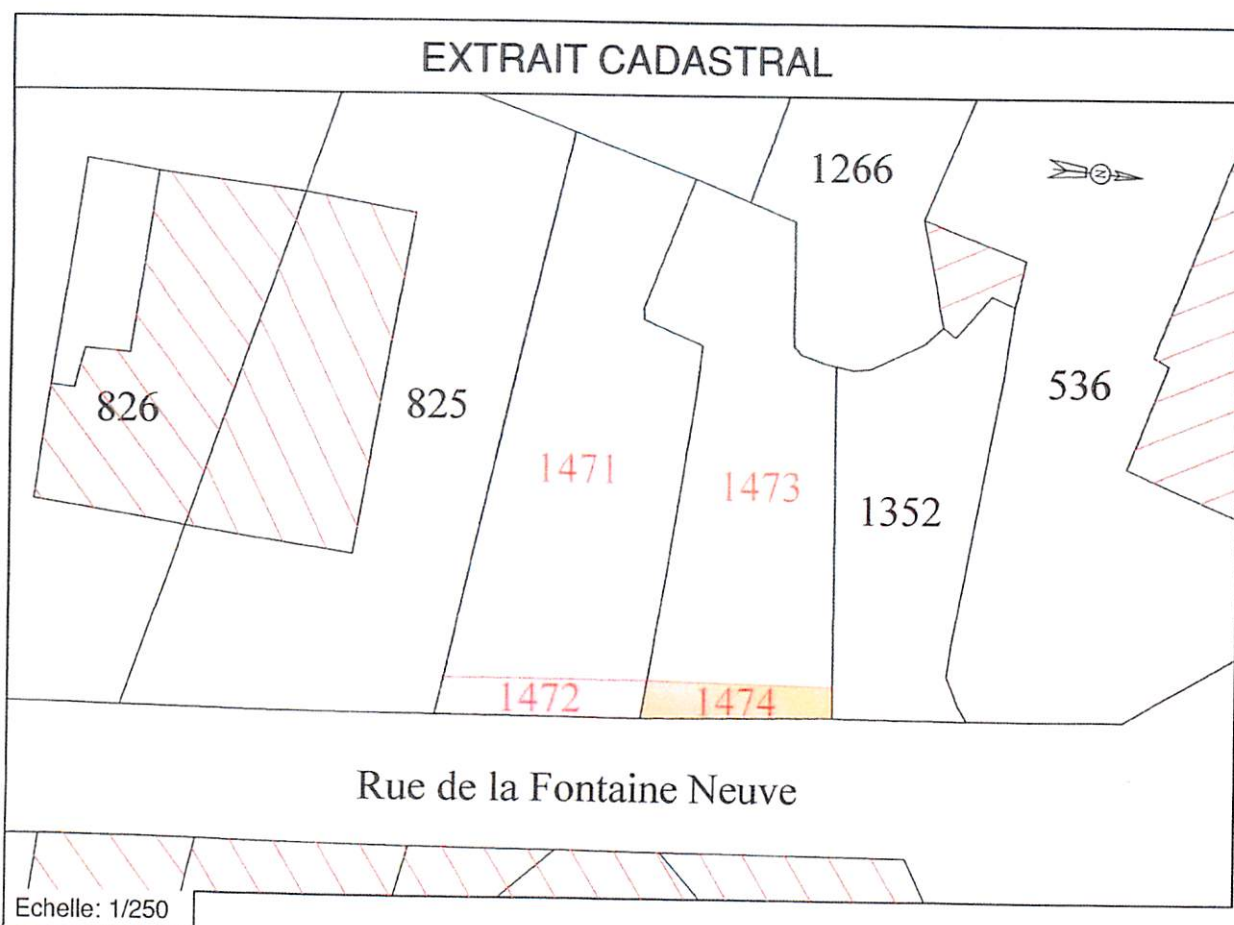 EXTRAIT CADASTRAL
1266
N
826
825
1471
1473
1352
536
1472
1474
Rue de la Fontaine Neuve
Echelle: 1/250